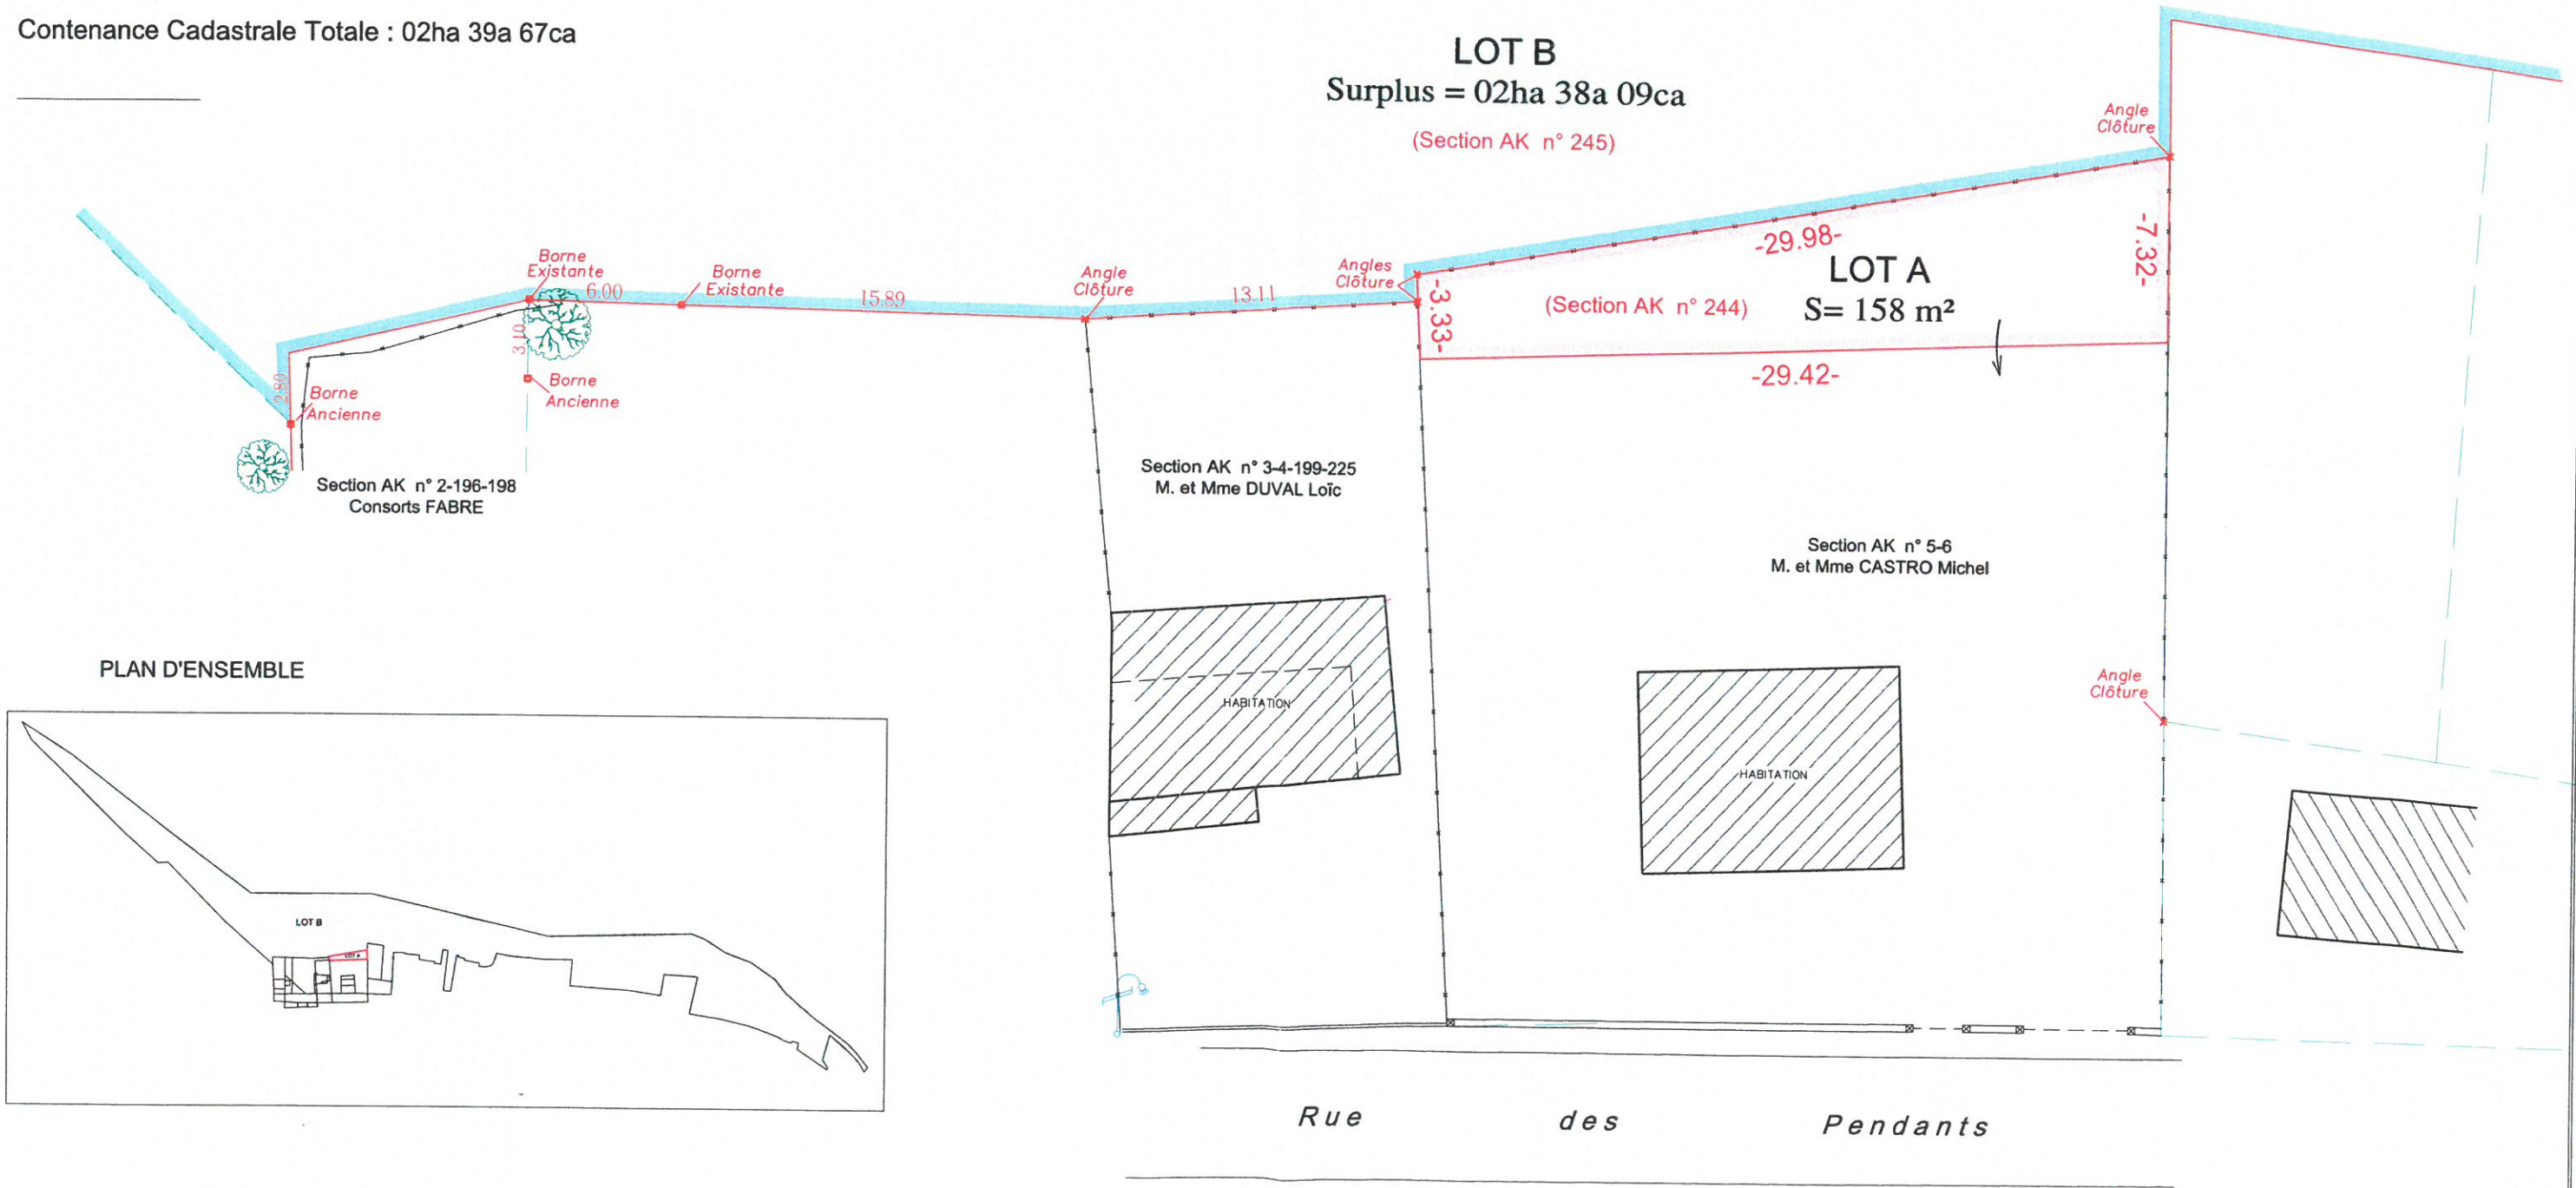 Contenance Cadastrale Totale : 02ha 39a 67ca
LOT B
Surplus = 02ha 38a 09ca
(Section AK n° 245)
Angle
Clôture
Borne
Existante
6.00
Borne
Existante
15.89
Angle
Clôture
13.11
Angles
Clôture
-3.33-
-29.98-
LOT A
(Section AK n° 244)
S= 158 m²
-7.32-
-29.42-
2.80
Borne
Ancienne
3.10
Borne
Ancienne
Section AK n° 2-196-198
Consorts FABRE
Section AK n° 3-4-199-225
M. et Mme DUVAL Loïc
Section AK n° 5-6
M. et Mme CASTRO Michel
HABITATION
HABITATION
Angle
Clôture
PLAN D'ENSEMBLE
LOT B
LOT A
Rue des Pendants